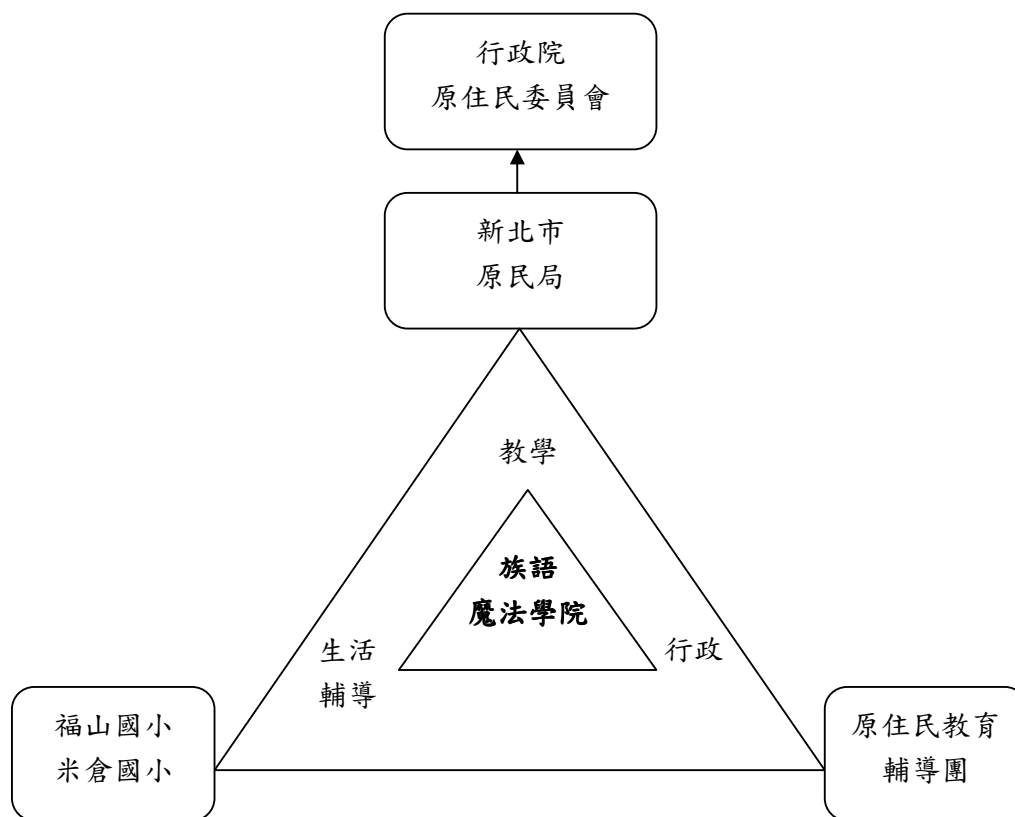 行政院
原住民委員會
新北市
原民局
教學
族語
魔法學院
生活
輔導
行政
福山國小
米倉國小
原住民教育
輔導團